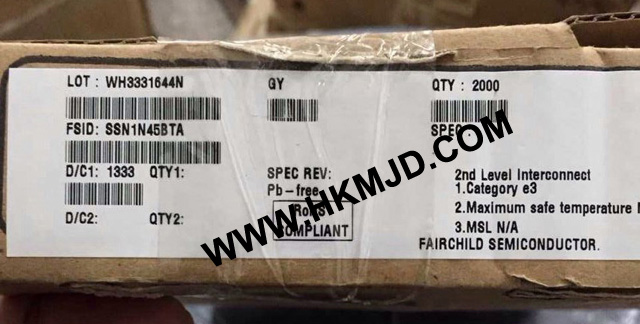 LOT : WH3331644N
GY
QTY : 2000
FSID: SSN1N45BTA
SPEC:
D/C1: 1333 QTY1:
SPEC REV:
Pb-free
D/C2: QTY2:
RoHS
COMPLIANT
2nd Level Interconnect
1.Category e3
2.Maximum safe temperature
3.MSL N/A
FAIRCHILD SEMICONDUCTOR.
WWW.HKMJD.COM